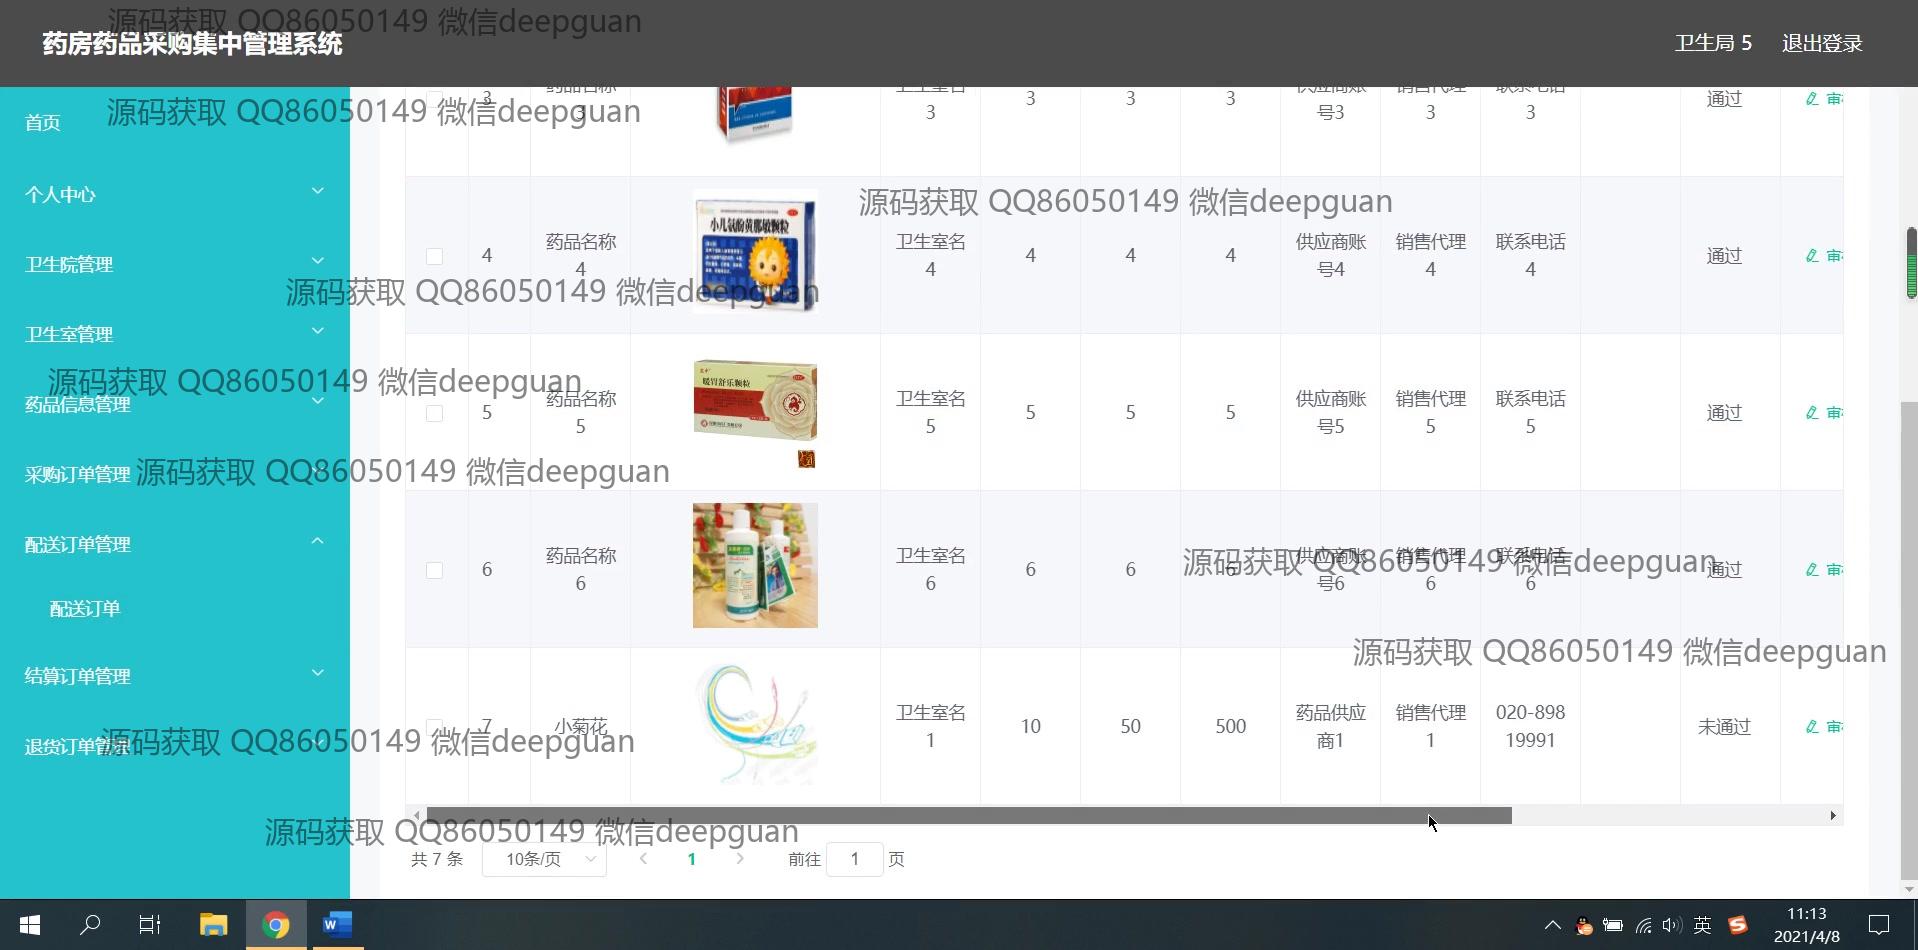 源码获取 QQ86050149 微信deepguan
药房药品采购集中管理系统
卫生局 5
退出登录
源码获取 QQ86050149 微信deepguan
首页
个人中心
卫生院管理
卫生室管理
药品信息管理
采购订单管理
配送订单管理
配送订单
结算订单管理
退货订单管理
3
药品名称
3
卫生室名
3
3
3
3
供应商账
号3
销售代理
3
联系电话
3
通过
审
源码获取 QQ86050149 微信deepguan
4
药品名称
4
小儿氨酚黄那敏颗粒
卫生室名
4
4
4
4
供应商账
号4
销售代理
4
联系电话
4
通过
审
源码获取 QQ86050149 微信deepguan
源码获取 QQ86050149 微信deepguan
5
药品名称
5
暖胃舒乐颗粒
卫生室名
5
5
5
5
供应商账
号5
销售代理
5
联系电话
5
通过
审
源码获取 QQ86050149 微信deepguan
6
药品名称
6
卫生室名
6
6
6
6
供应商账
号6
销售代理
6
联系电话
6
通过
审
源码获取 QQ86050149 微信deepguan
源码获取 QQ86050149 微信deepguan
7
小菊花
卫生室名
1
10
50
500
药品供应
商1
销售代理
1
020-898
19991
未通过
审
源码获取 QQ86050149 微信deepguan
源码获取 QQ86050149 微信deepguan
共 7 条
10条/页
1
前往
1
页
英
11:13
2021/4/8